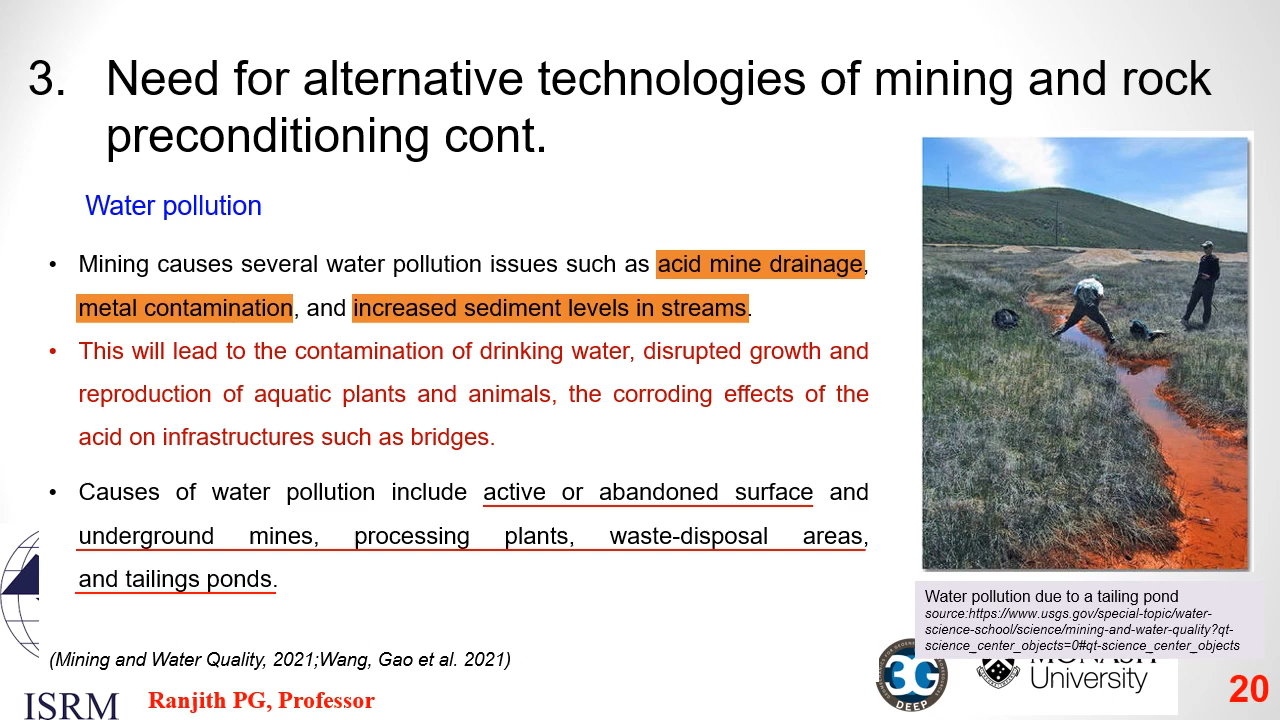 3. Need for alternative technologies of mining and rock
preconditioning cont.
Water pollution
• Mining causes several water pollution issues such as acid mine drainage,
metal contamination, and increased sediment levels in streams.
• This will lead to the contamination of drinking water, disrupted growth and
reproduction of aquatic plants and animals, the corroding effects of the
acid on infrastructures such as bridges.
• Causes of water pollution include active or abandoned surface and
underground mines, processing plants, waste-disposal areas,
and tailings ponds.
Water pollution due to a tailing pond
source:https://www.usgs.gov/special-topic/water-
science-school/science/mining-and-water-quality?qt-
science_center_objects=0#qt-science_center_objects
(Mining and Water Quality, 2021;Wang, Gao et al. 2021)
ISRM
Ranjith PG, Professor
3G
DEEP
MONASH
University
20